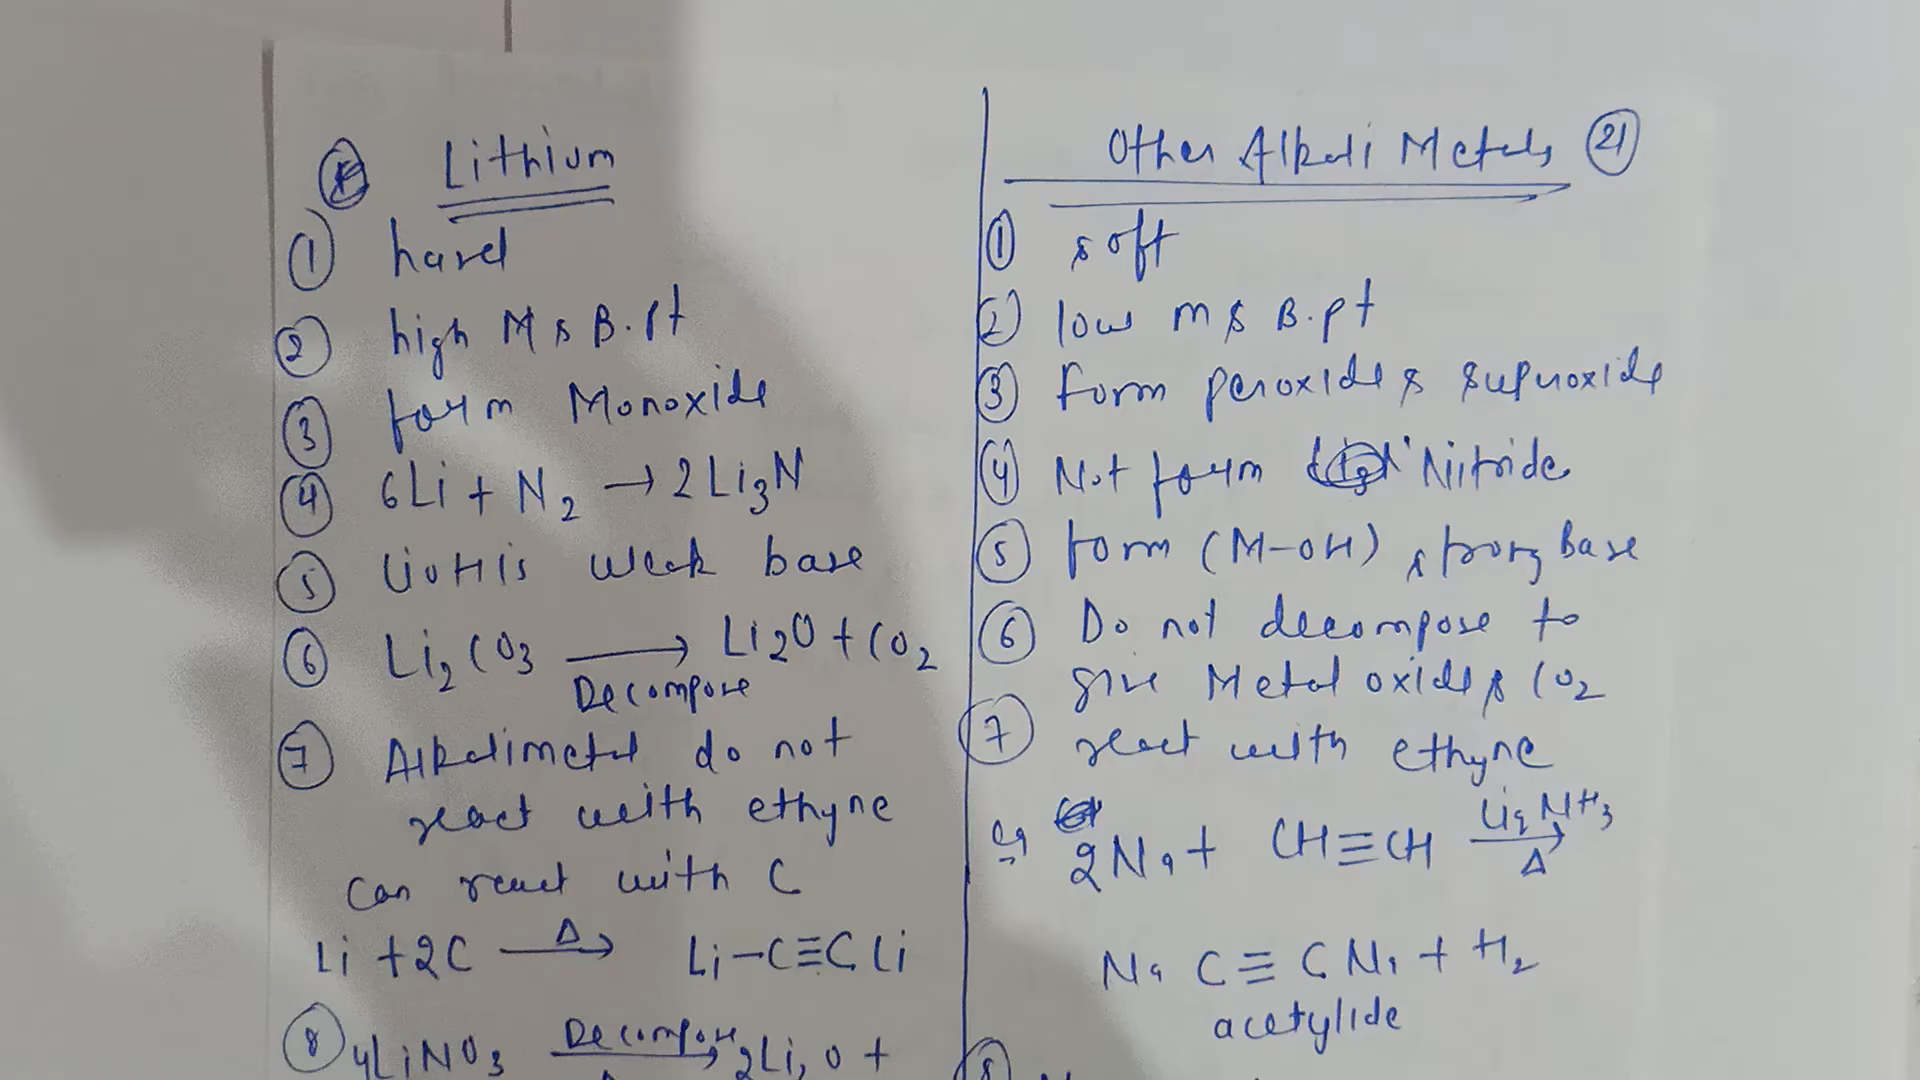 Lithium
① hard
② high M & B.pt
③ form Monoxide
④ 6Li + N₂ → 2Li₃N
⑤ LiOH is weak base
⑥ Li₂CO₃ → Li₂O + CO₂
Decompose
⑦ Alkalimetal do not
react with ethyne
Can react with C
Li + 2C —Δ→ Li-C≡CLi
⑧ 4LiNO₃ —Decompose→ 2Li₂O +
Δ
Other Alkali Metals ㉑
① soft
② low m & B.pt
③ Form peroxide & superoxide
④ Not form Nitride
⑤ form (M-OH) strong Base
⑥ Do not decompose to
give Metal oxide & CO₂
⑦ react with ethyne
eg 2Na + CH≡CH —Liq NH₃→
Δ
Na C≡C Na + H₂
acetylide
⑧